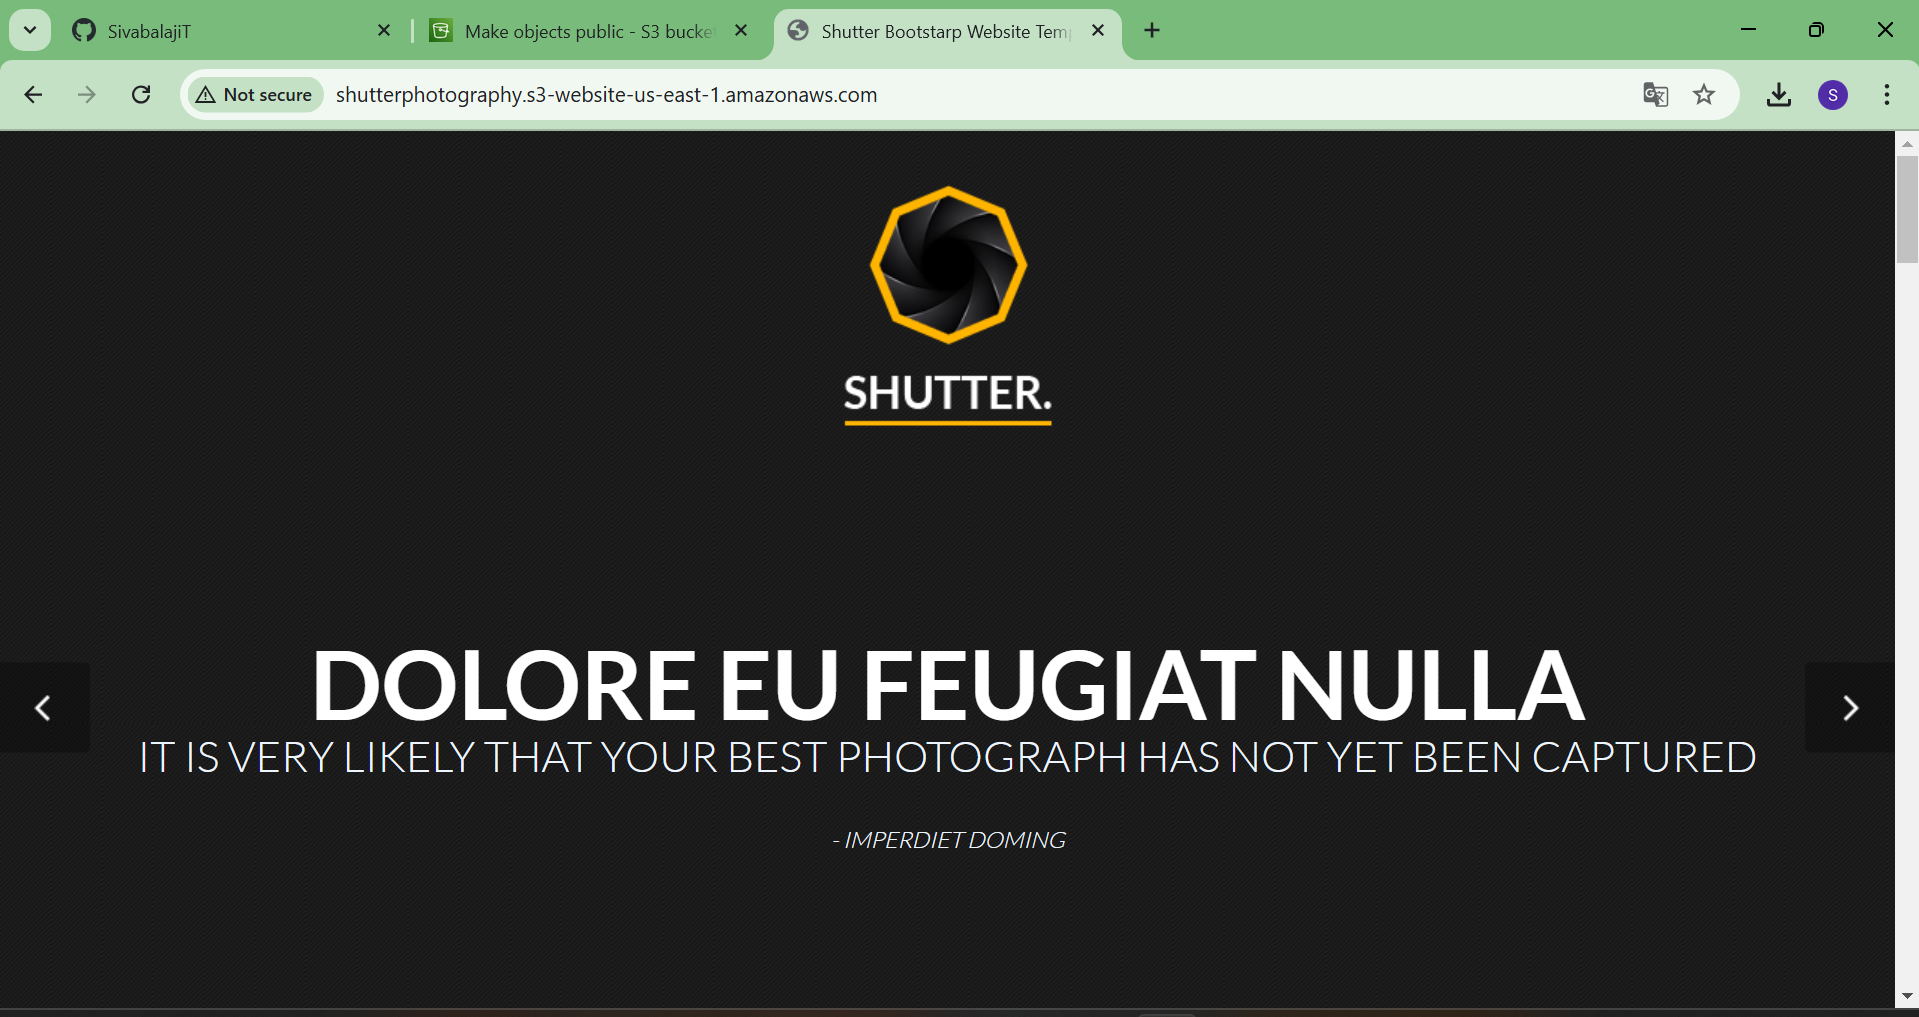 SivabalajiT
Make objects public - S3 bucket
Shutter Bootstarp Website Tem
Not secure
shutterphotography.s3-website-us-east-1.amazonaws.com
S
SHUTTER.
DOLORE EU FEUGIAT NULLA
IT IS VERY LIKELY THAT YOUR BEST PHOTOGRAPH HAS NOT YET BEEN CAPTURED
- IMPERDIET DOMING